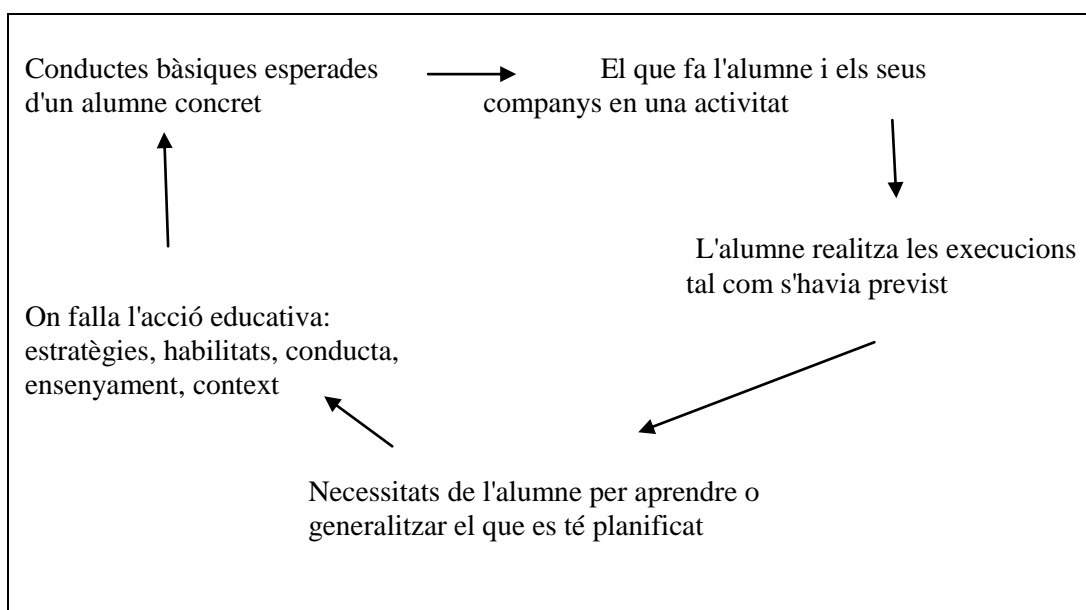 Conductes bàsiques esperades
d'un alumne concret
El que fa l'alumne i els seus
companys en una activitat
L'alumne realitza les execucions
tal com s'havia previst
On falla l'acció educativa:
estratègies, habilitats, conducta,
ensenyament, context
Necessitats de l'alumne per aprendre o
generalitzar el que es té planificat